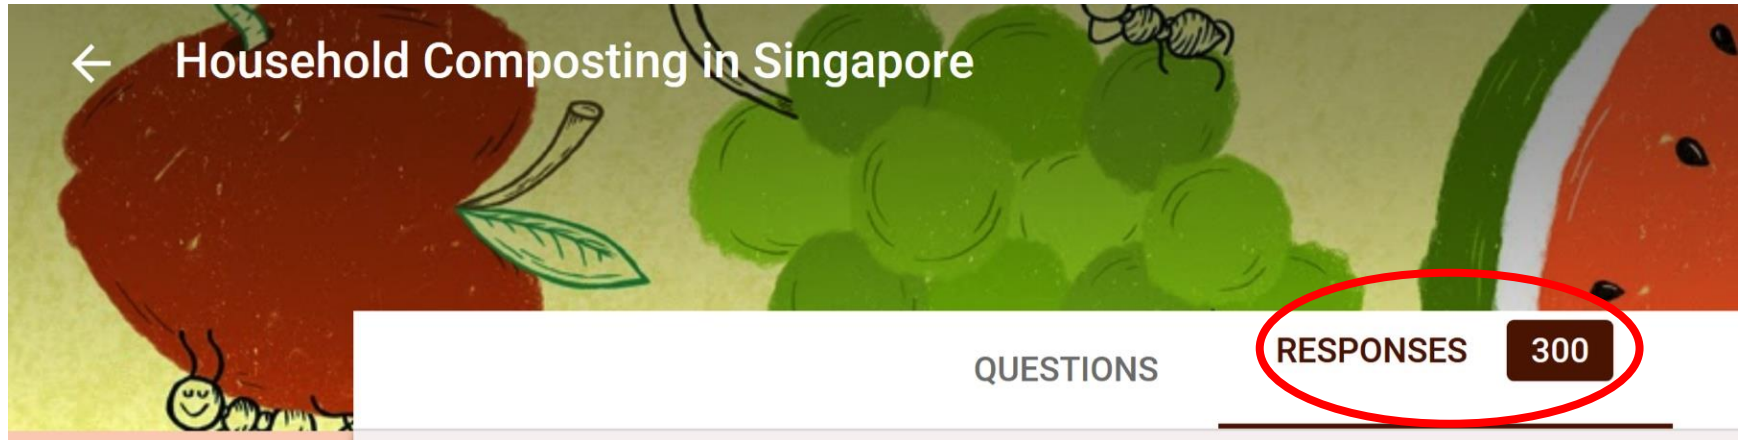 Household Composting in Singapore
QUESTIONS
RESPONSES 300